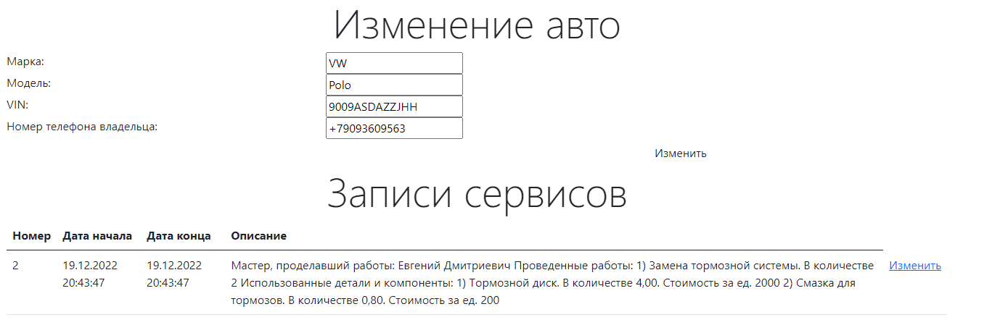 Изменение авто
Марка: VW
Модель: Polo
VIN: 9009ASDAZZJHH
Номер телефона владельца: +79093609563
Изменить
Записи сервисов
Номер Дата начала Дата конца Описание
2 19.12.2022 19.12.2022 Мастер, проделавший работы: Евгений Дмитриевич Проведенные работы: 1) Замена тормозной системы. В количестве Изменить
20:43:47 20:43:47 2 Использованные детали и компоненты: 1) Тормозной диск. В количестве 4,00. Стоимость за ед. 2000 2) Смазка для
тормозов. В количестве 0,80. Стоимость за ед. 200